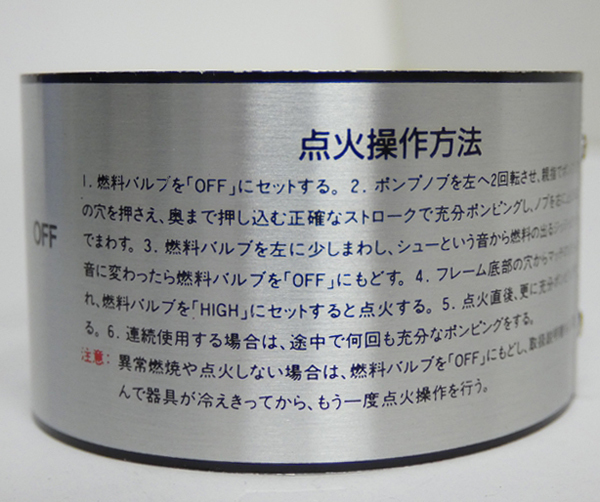 点火操作方法
1. 燃料バルブを「OFF」にセットする。2. ポンプノブを左へ2回転させ、親指で
の穴を押さえ、奥まで押し込む正確なストロークで充分ポンピングし、ノブを右に
でまわす。3. 燃料バルブを左に少しまわし、シューという音から燃料の出る
音に変わったら燃料バルブを「OFF」にもどす。4. フレーム底部の穴から
れ、燃料バルブを「HIGH」にセットすると点火する。5. 点火直後、更に充分
る。6. 連続使用する場合は、途中で何回も充分なポンピングをする。
注意: 異常燃焼や点火しない場合は、燃料バルブを「OFF」にもどし、取扱説明書
んで器具が冷えきってから、もう一度点火操作を行う。
OFF